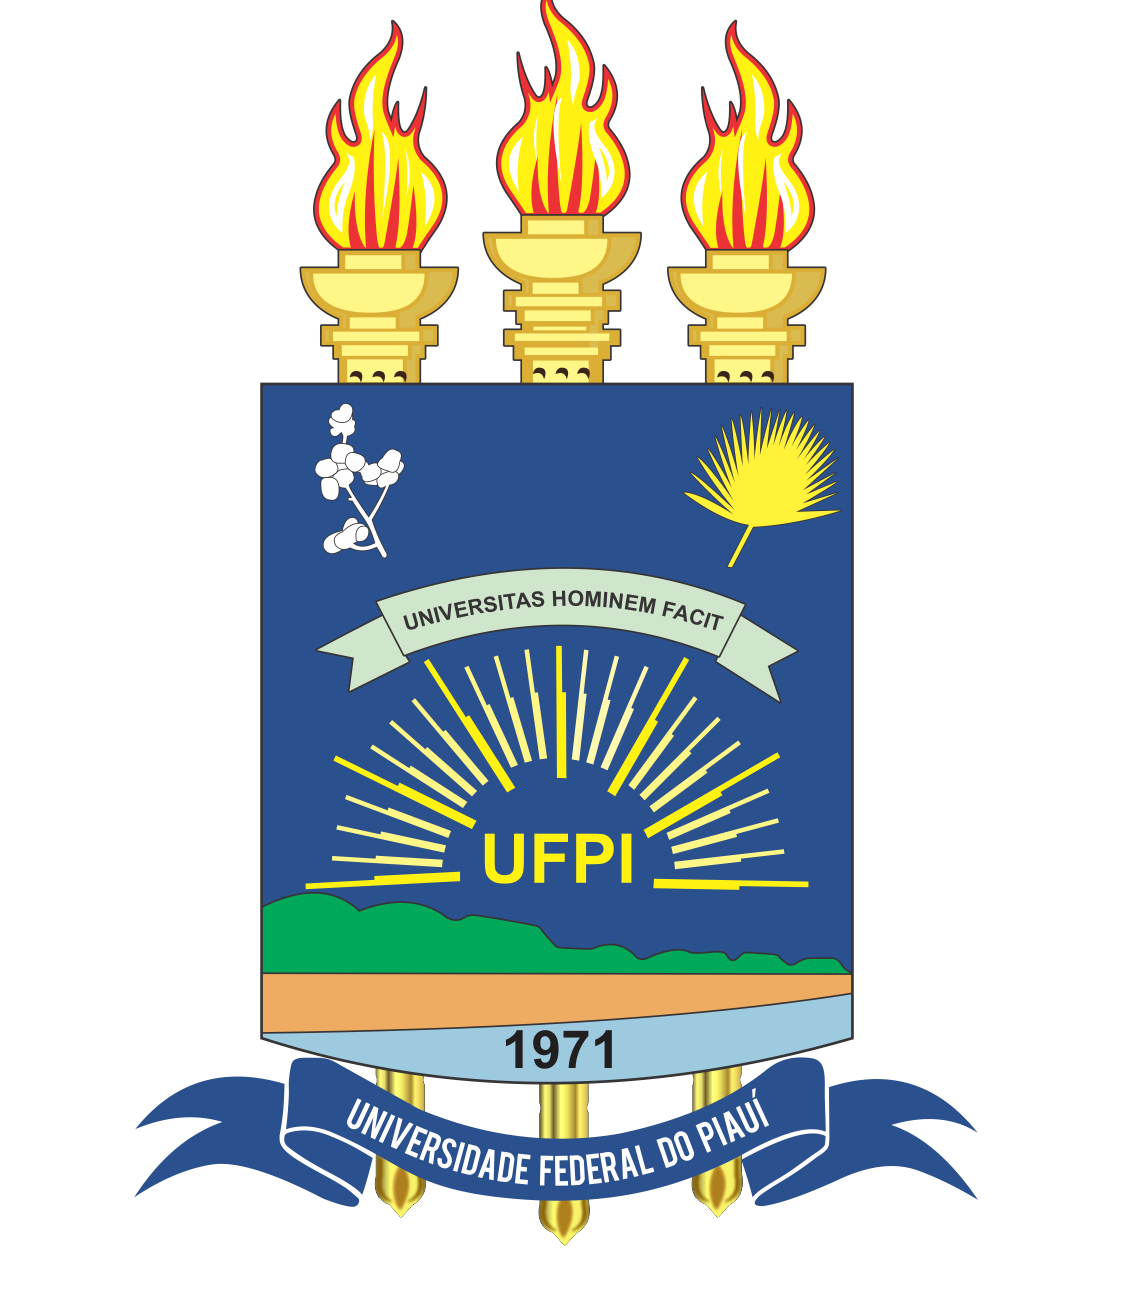 UNIVERSITAS HOMINEM FACIT
UFPI
1971
UNIVERSIDADE FEDERAL DO PIAUÍ